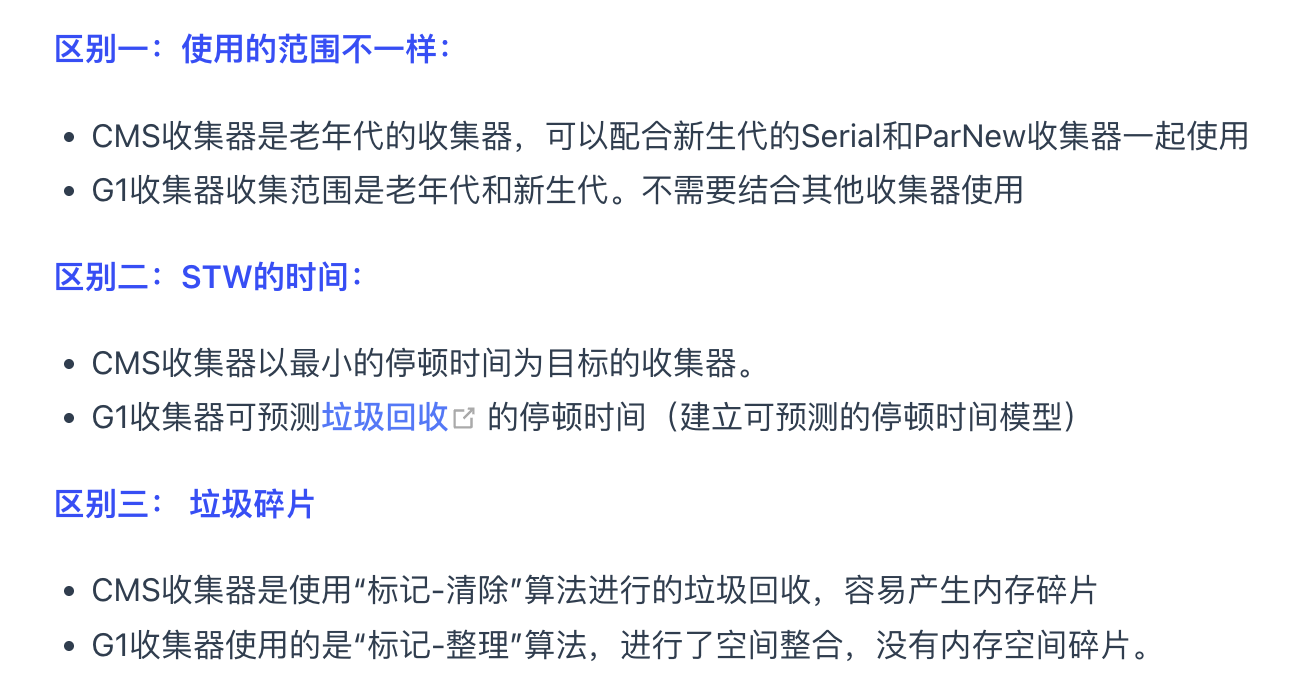 区别一：使用的范围不一样：
• CMS收集器是老年代的收集器，可以配合新生代的Serial和ParNew收集器一起使用
• G1收集器收集范围是老年代和新生代。不需要结合其他收集器使用
区别二：STW的时间：
• CMS收集器以最小的停顿时间为目标的收集器。
• G1收集器可预测垃圾回收 的停顿时间（建立可预测的停顿时间模型）
区别三： 垃圾碎片
• CMS收集器是使用“标记-清除”算法进行的垃圾回收，容易产生内存碎片
• G1收集器使用的是“标记-整理”算法，进行了空间整合，没有内存空间碎片。